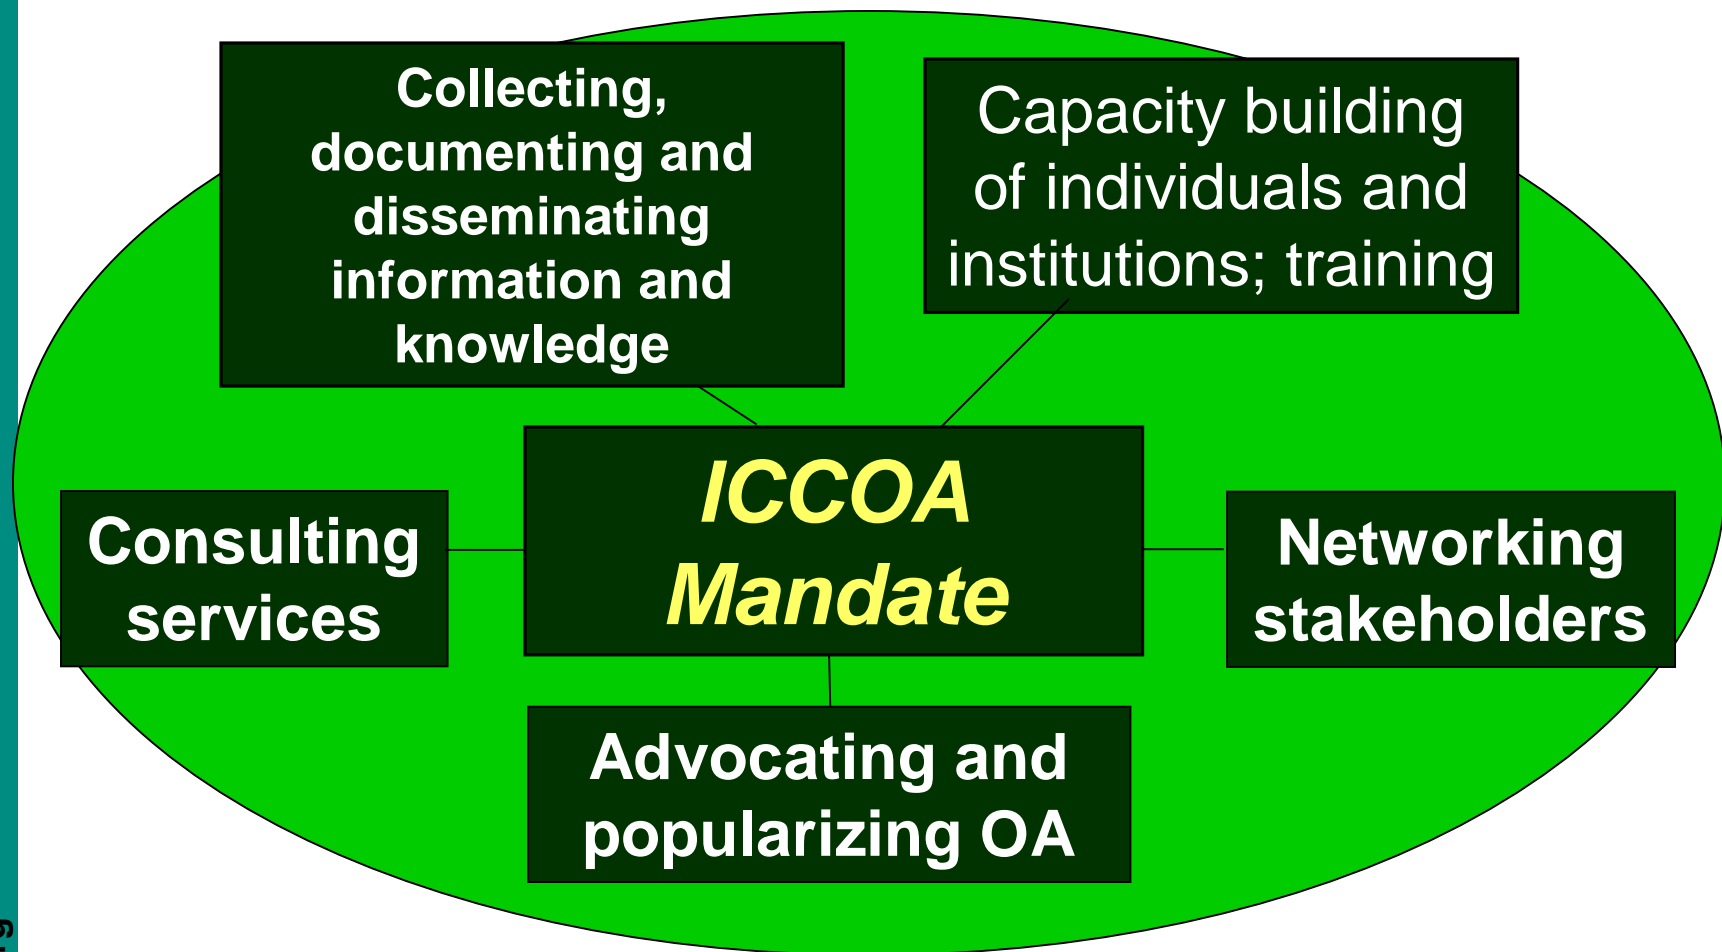 Collecting,
documenting and
disseminating
information and
knowledge
Capacity building
of individuals and
institutions; training
ICCOA
Mandate
Consulting
services
Networking
stakeholders
Advocating and
popularizing OA